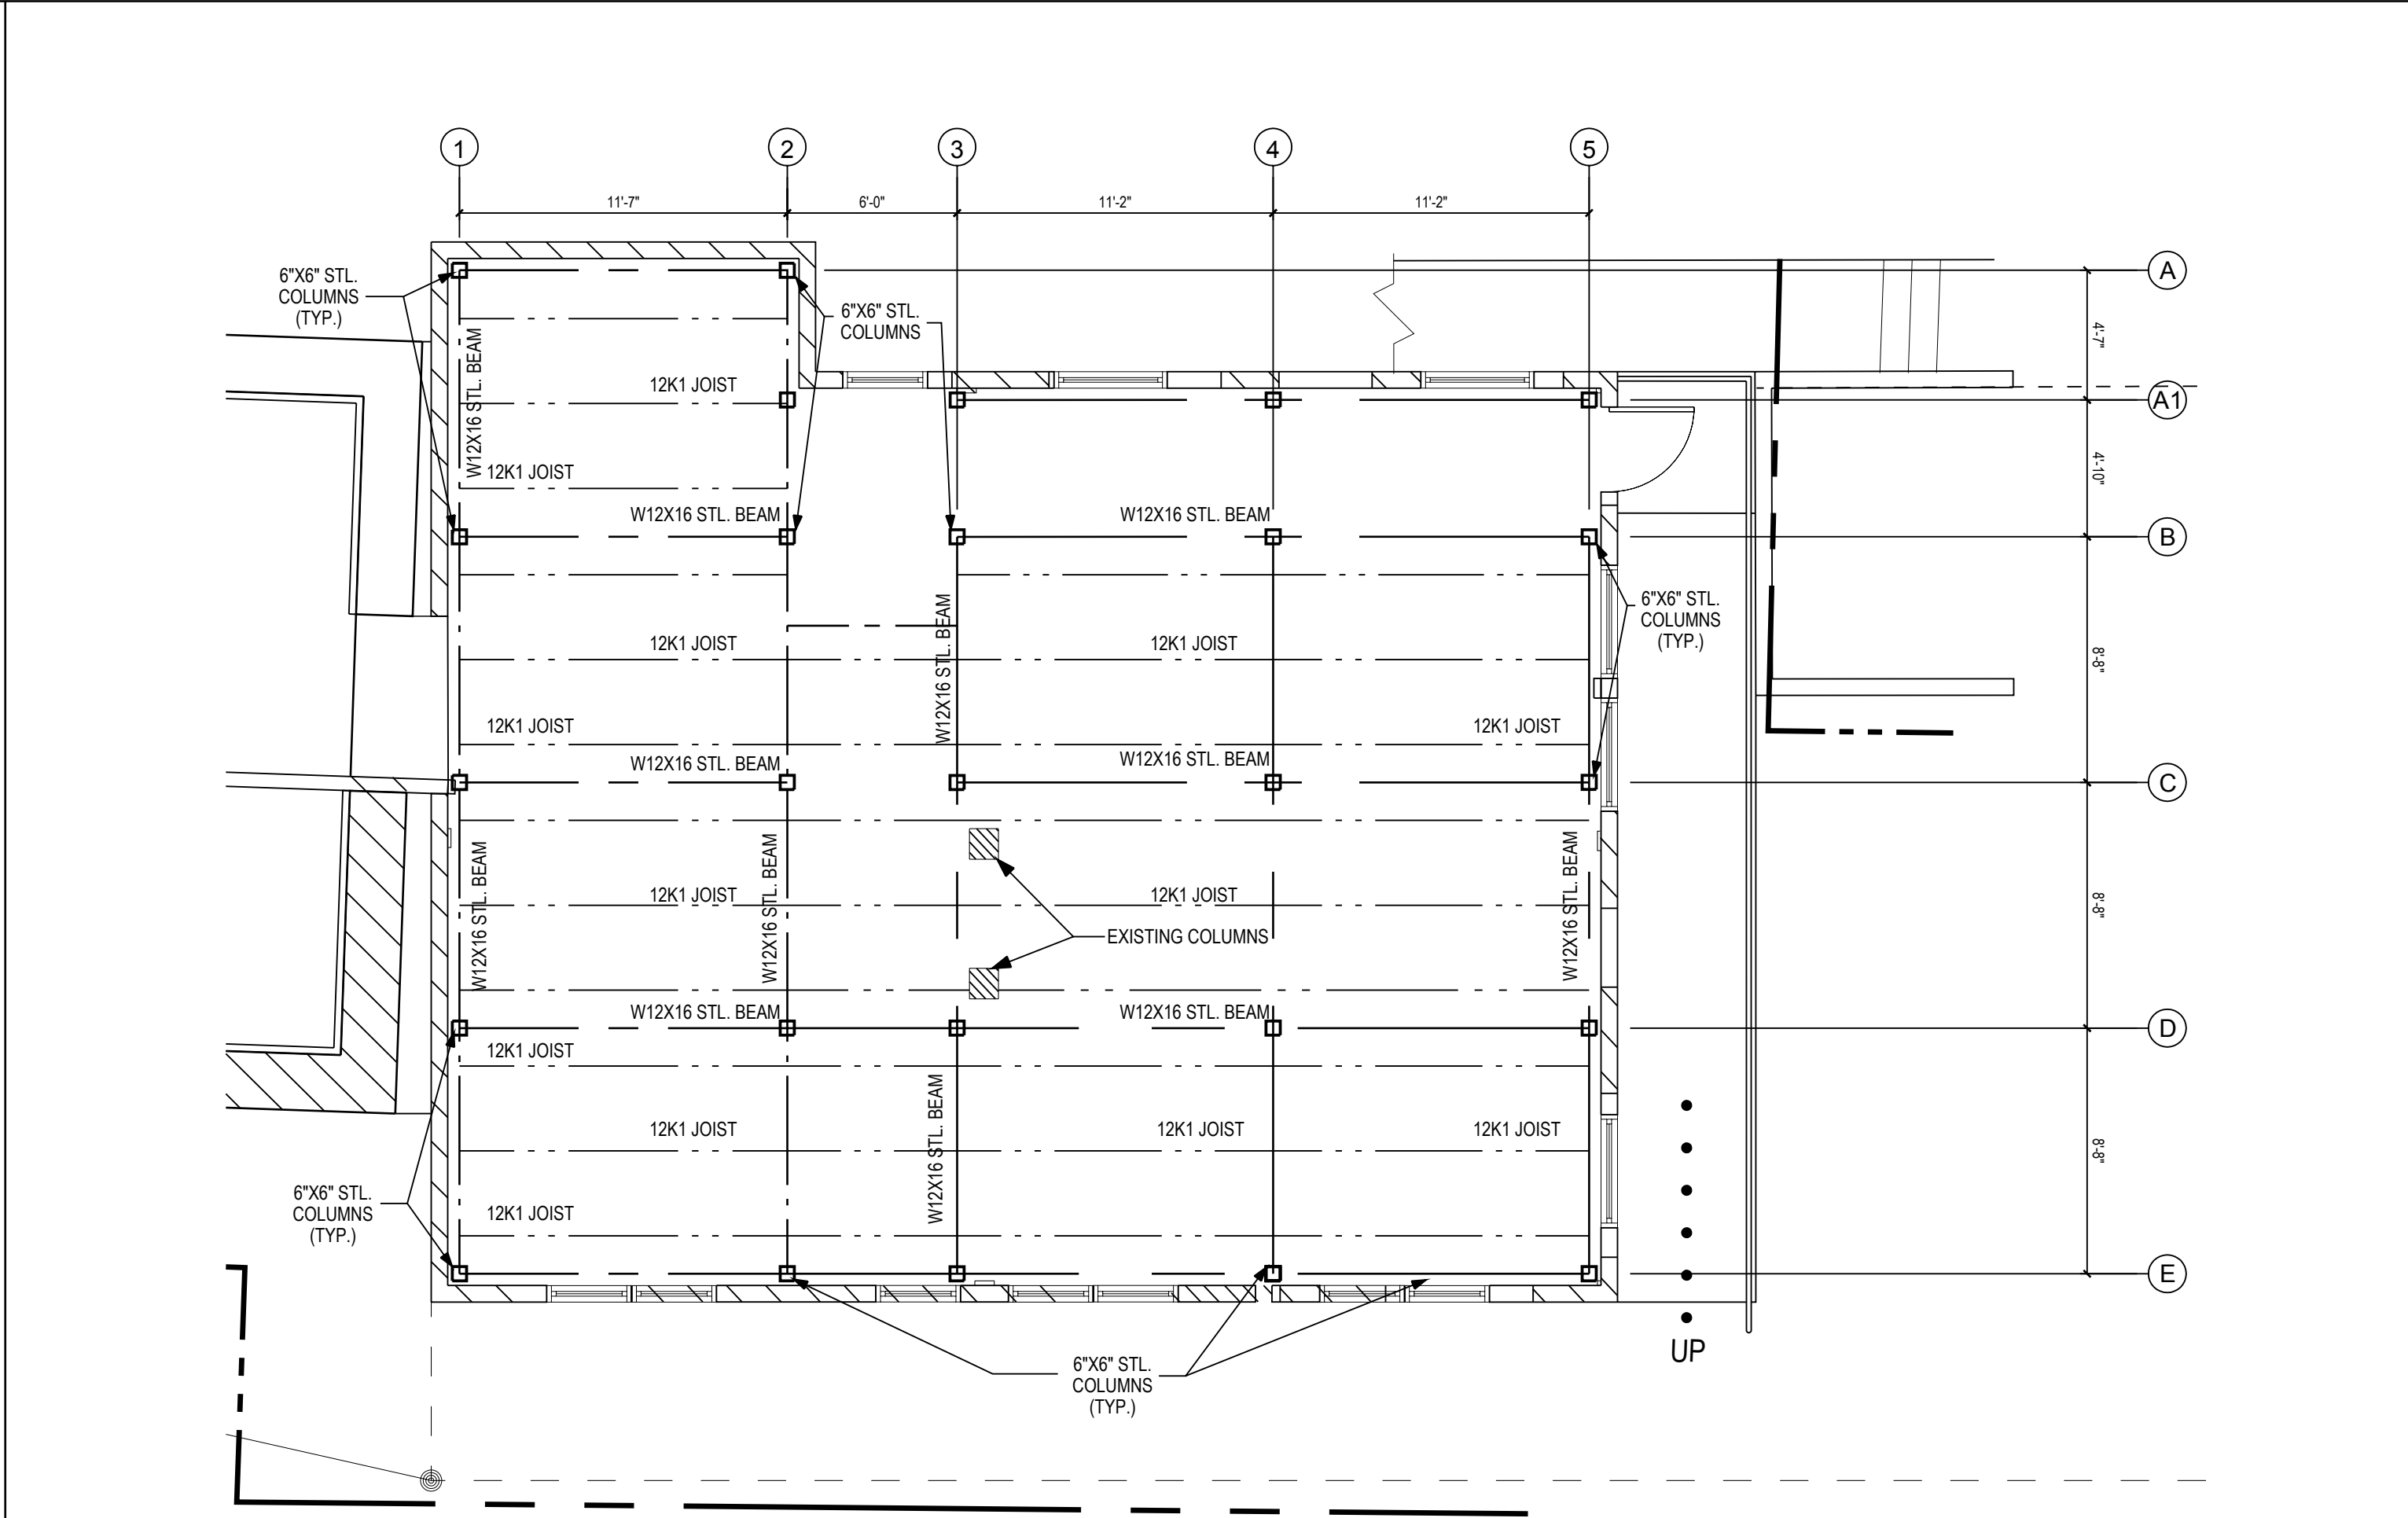 1
2
3
4
5
11'-7"
6'-0"
11'-2"
11'-2"
A
6"X6" STL.
COLUMNS
(TYP.)
6"X6" STL.
COLUMNS
4'-7"
W12X16 STL. BEAM
12K1 JOIST
A1
12K1 JOIST
4'-10"
W12X16 STL. BEAM
W12X16 STL. BEAM
B
6"X6" STL.
COLUMNS
(TYP.)
12K1 JOIST
W12X16 STL. BEAM
12K1 JOIST
8'-8"
12K1 JOIST
12K1 JOIST
W12X16 STL. BEAM
W12X16 STL. BEAM
C
W12X16 STL. BEAM
12K1 JOIST
W12X16 STL. BEAM
12K1 JOIST
W12X16 STL. BEAM
8'-8"
EXISTING COLUMNS
W12X16 STL. BEAM
W12X16 STL. BEAM
D
12K1 JOIST
12K1 JOIST
W12X16 STL. BEAM
12K1 JOIST
12K1 JOIST
8'-8"
6"X6" STL.
COLUMNS
(TYP.)
12K1 JOIST
E
UP
6"X6" STL.
COLUMNS
(TYP.)